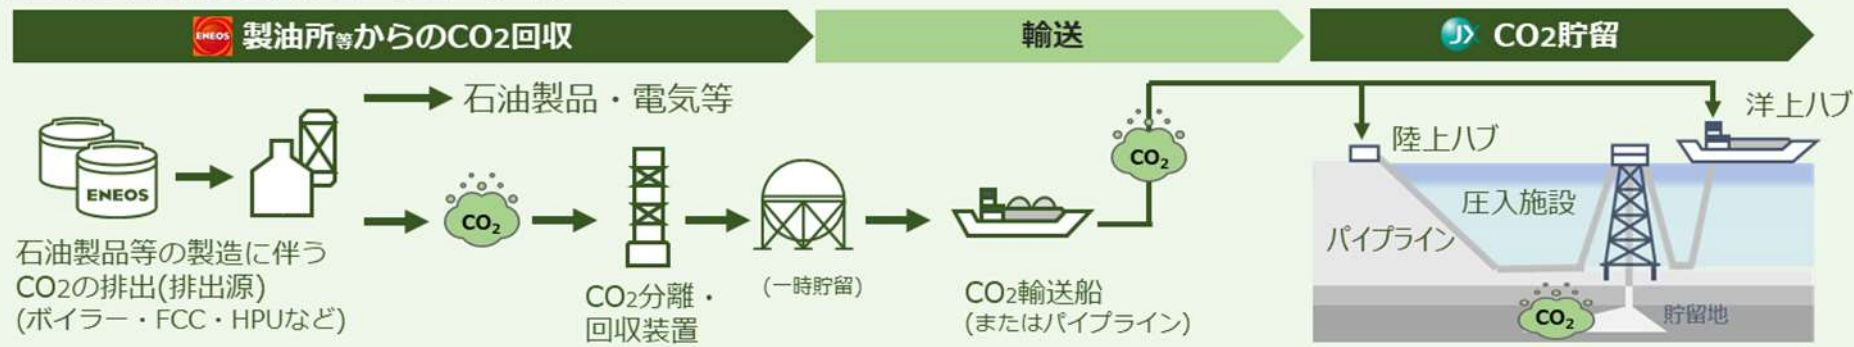 ENEOS 製油所等からのCO2回収
輸送
JX CO2貯留
石油製品・電気等
ENEOS
石油製品等の製造に伴う
CO2の排出(排出源)
(ボイラー・FCC・HPUなど)
CO₂
CO2分離・
回収装置
(一時貯留)
CO2輸送船
(またはパイプライン)
CO₂
陸上ハブ
洋上ハブ
圧入施設
パイプライン
CO₂
貯留地